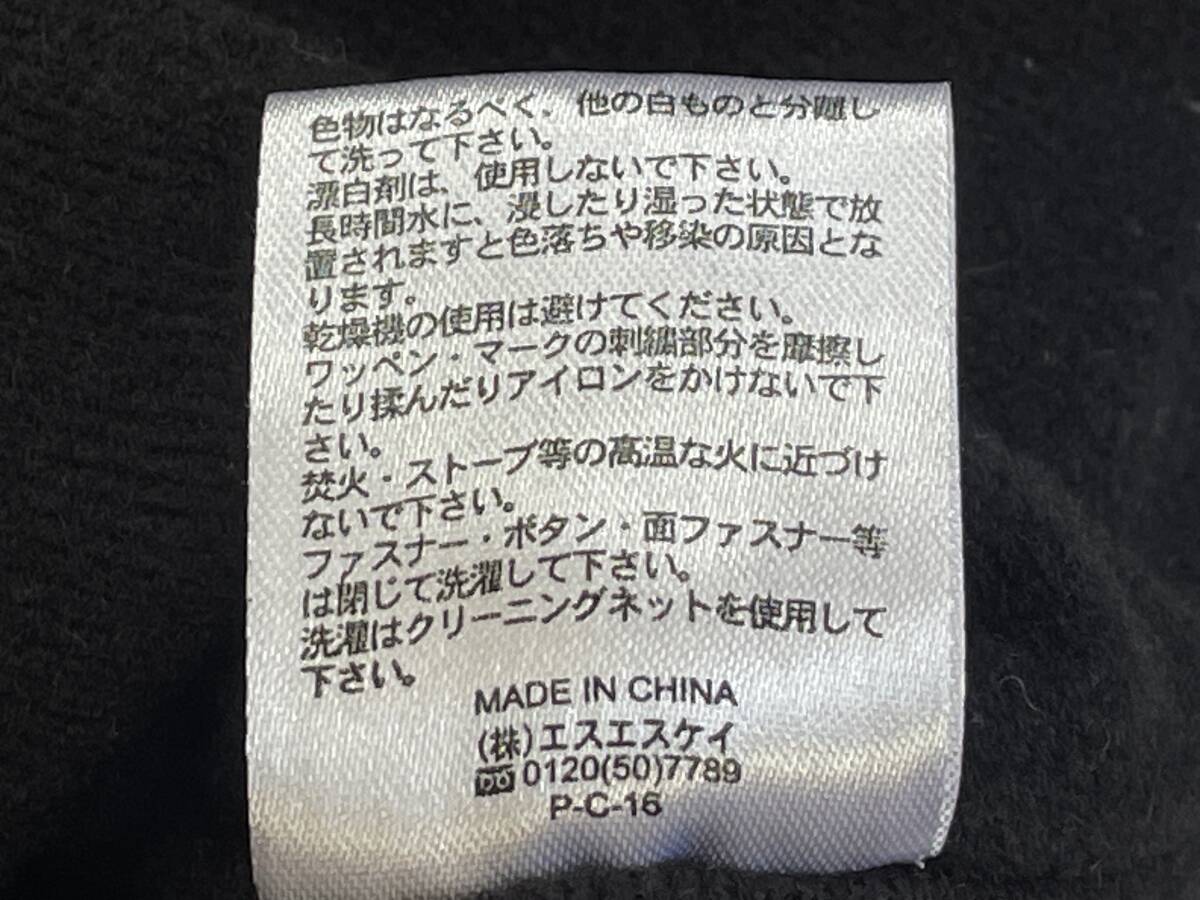 色物はなるべく、他の白ものと分離し
て洗って下さい。
漂白剤は、使用しないで下さい。
長時間水に、浸したり湿った状態で放
置されますと色落ちや移染の原因とな
ります。
乾燥機の使用は避けてください。
ワッペン・マークの刺繍部分を摩擦し
たり揉んだりアイロンをかけないで下
さい。
焚火・ストーブ等の高温な火に近づけ
ないで下さい。
ファスナー・ボタン・面ファスナー等
は閉じて洗濯して下さい。
洗濯はクリーニングネットを使用して
下さい。
MADE IN CHINA
(株)エスエスケイ
0120(50)7789
P-C-16